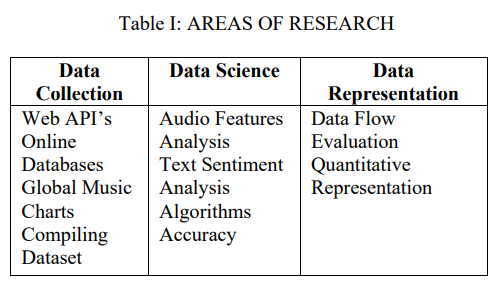 Table I: AREAS OF RESEARCH
Data
Collection
Data Science
Data
Representation
Web API's
Online
Databases
Global Music
Charts
Compiling
Dataset
Audio Features
Analysis
Text Sentiment
Analysis
Algorithms
Accuracy
Data Flow
Evaluation
Quantitative
Representation